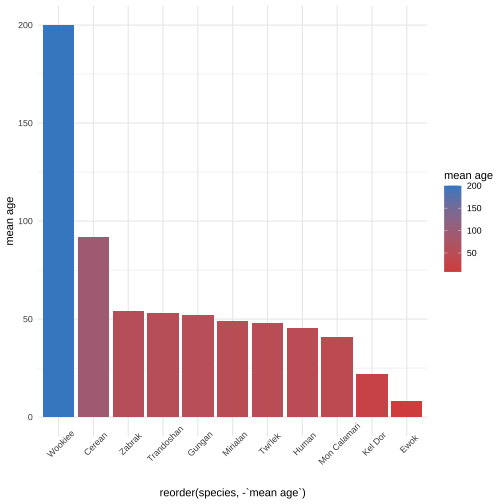 200
150
100
50
0
mean age
Wookiee
Cerean
Zabrak
Trandoshan
Gungan
Mirialan
Twi'lek
Human
Mon Calamari
Kel Dor
Ewok
reorder(species, -`mean age`)
mean age
200
150
100
50